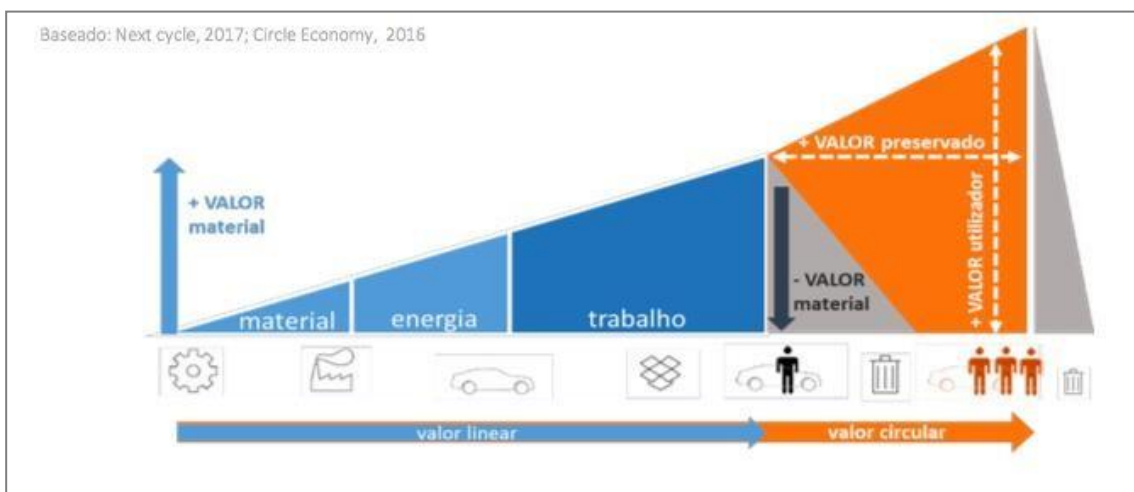 Baseado: Next cycle, 2017; Circle Economy, 2016
+ VALOR
material
+ VALOR preservado
+ VALOR utilizador
- VALOR
material
material
energia
trabalho
valor linear
valor circular